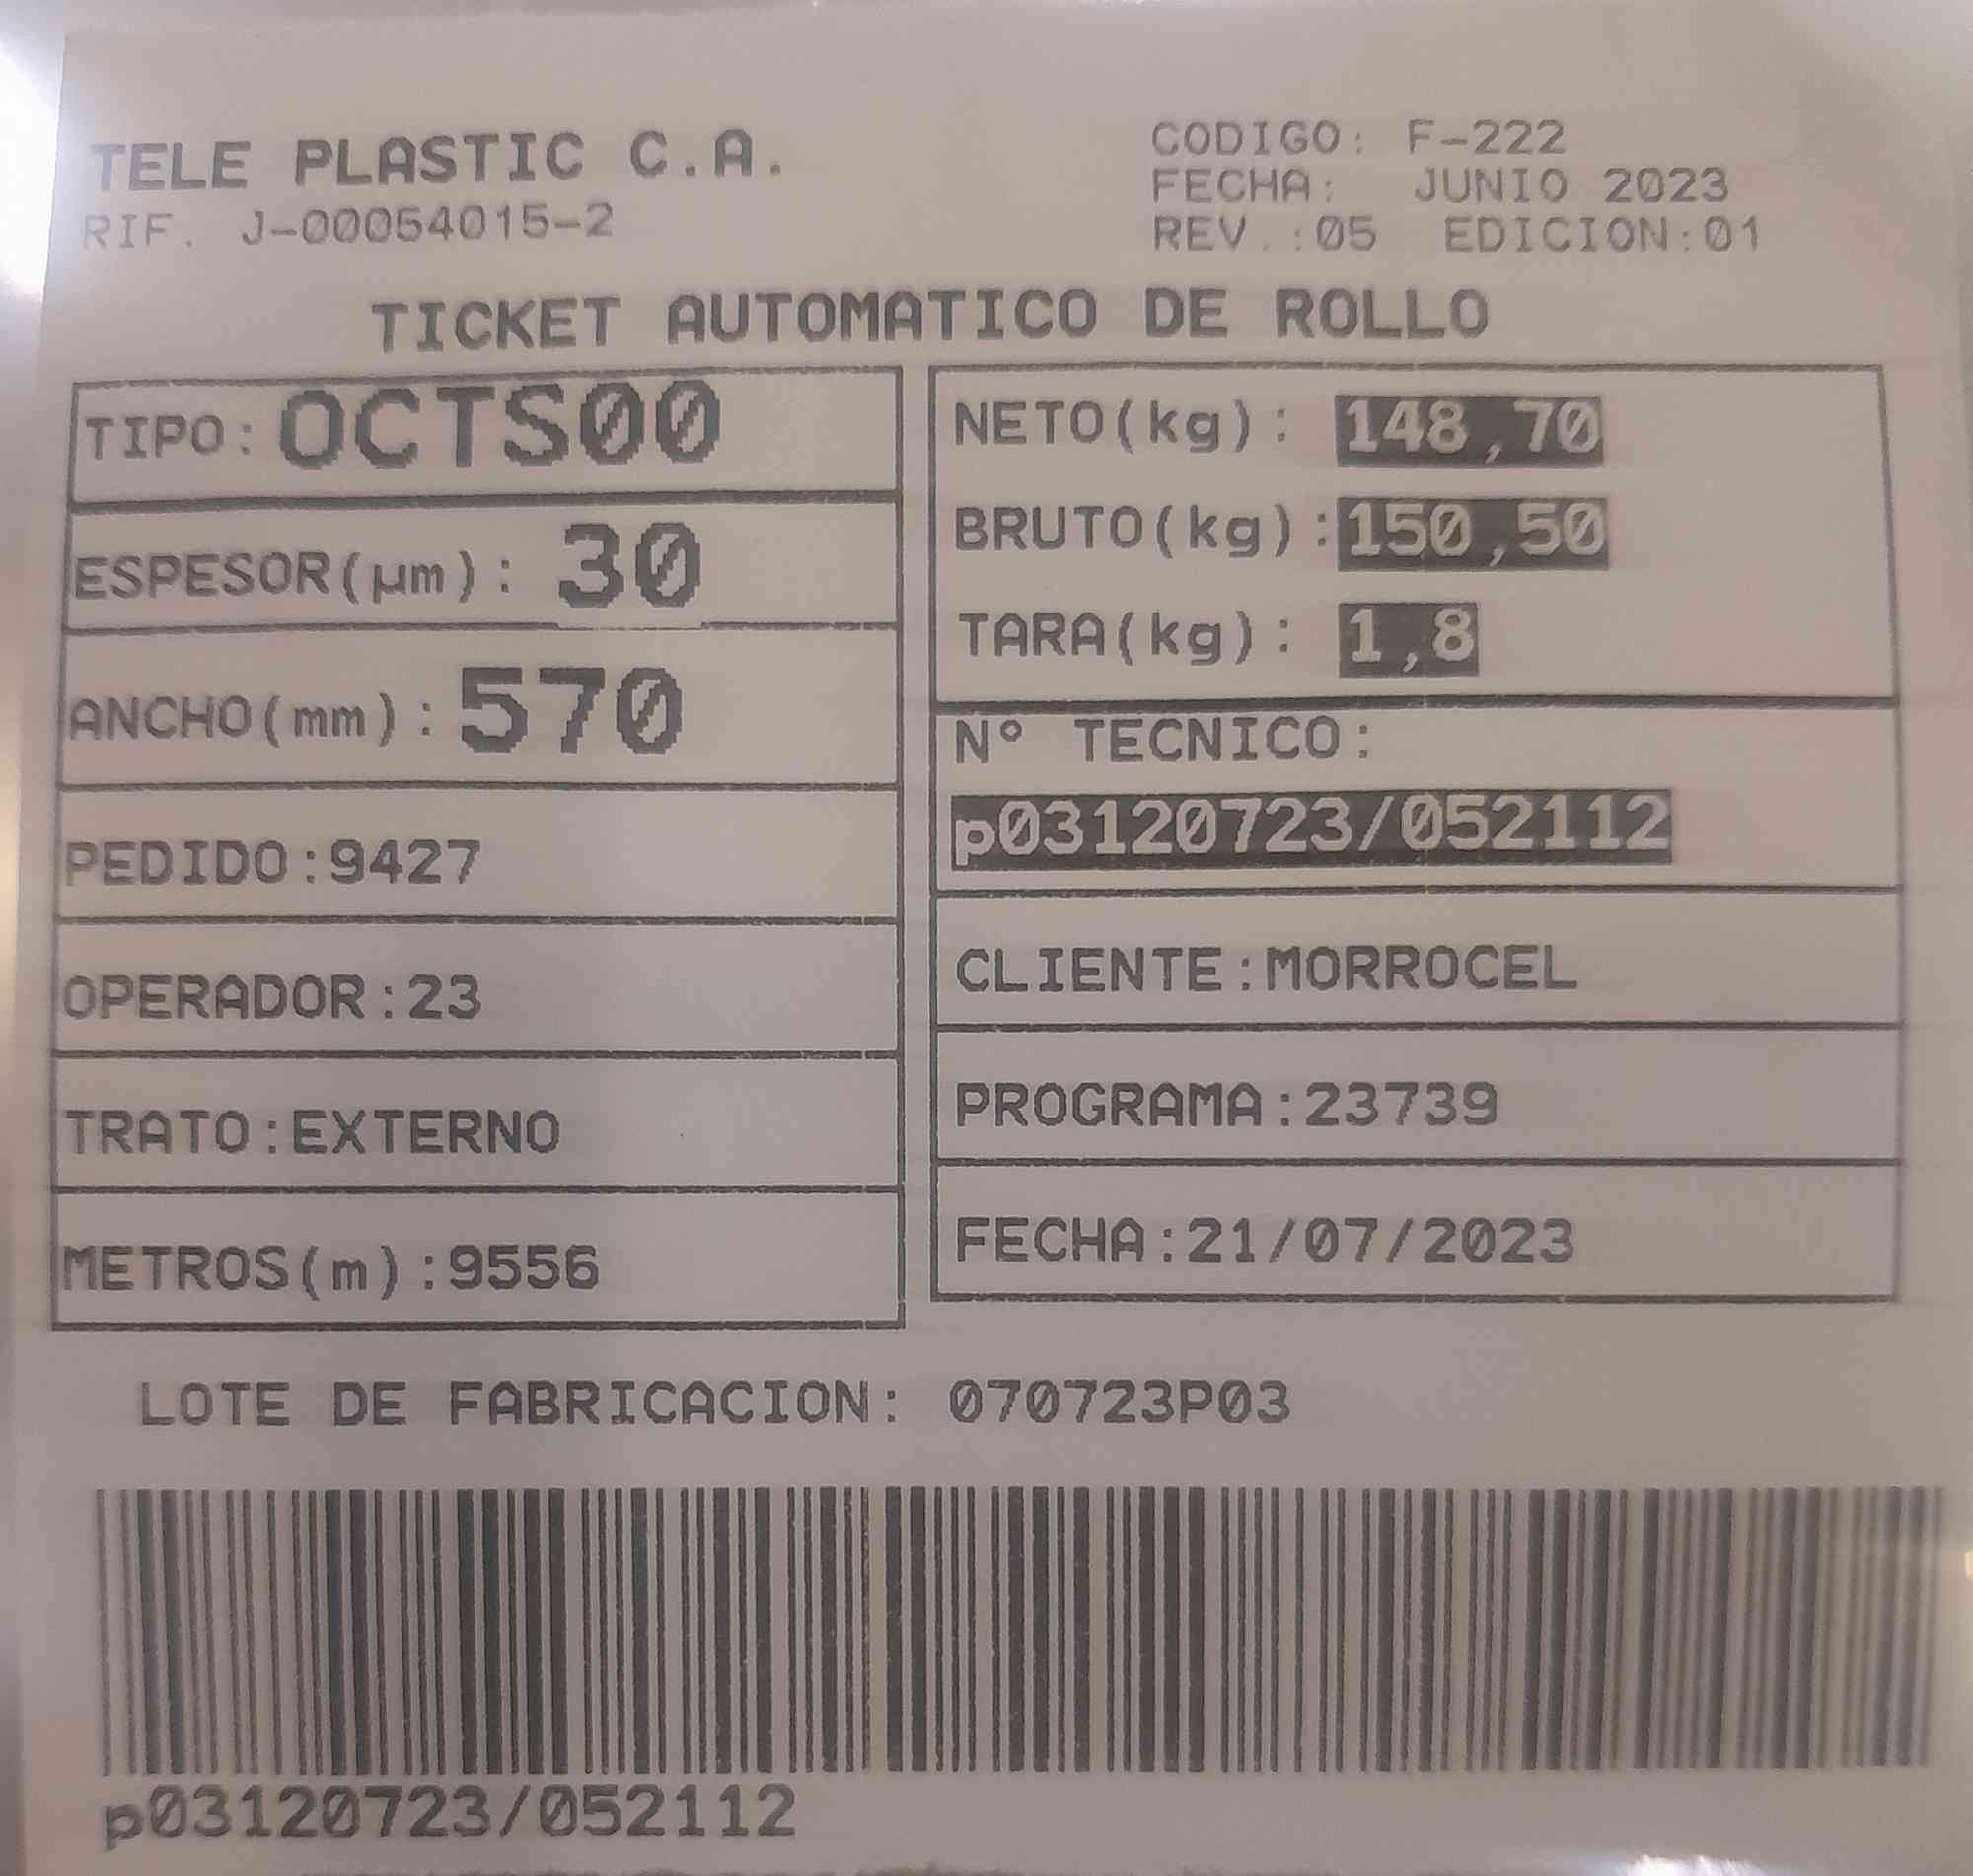 TELE PLASTIC C.A.
RIF. J-00054015-2
CODIGO: F-222
FECHA: JUNIO 2023
REV.:05 EDICION:01
TICKET AUTOMATICO DE ROLLO
TIPO: OCTS00
ESPESOR(µm): 30
ANCHO(mm):570
PEDIDO:9427
OPERADOR:23
TRATO:EXTERNO
METROS(m):9556
NETO(kg): 148,70
BRUTO(kg):150,50
TARA(kg): 1,8
N° TECNICO:
p03120723/052112
CLIENTE:MORROCEL
PROGRAMA:23739
FECHA:21/07/2023
LOTE DE FABRICACION: 070723P03
p03120723/052112